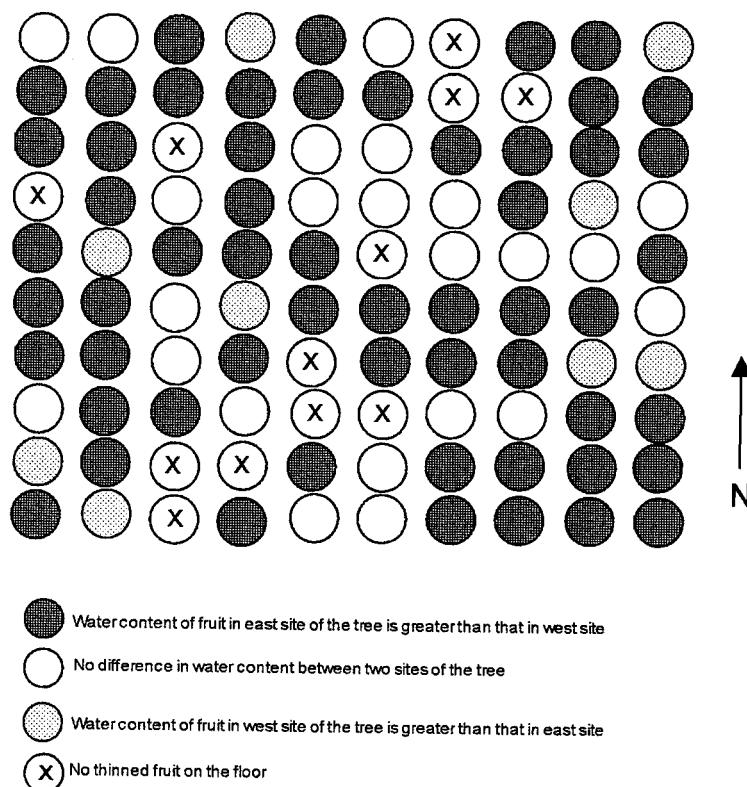 X
X X
X
X
X
X
X X
X X
X
N
Water content of fruit in east site of the tree is greater than that in west site
No difference in water content between two sites of the tree
Water content of fruit in west site of the tree is greater than that in east site
X No thinned fruit on the floor